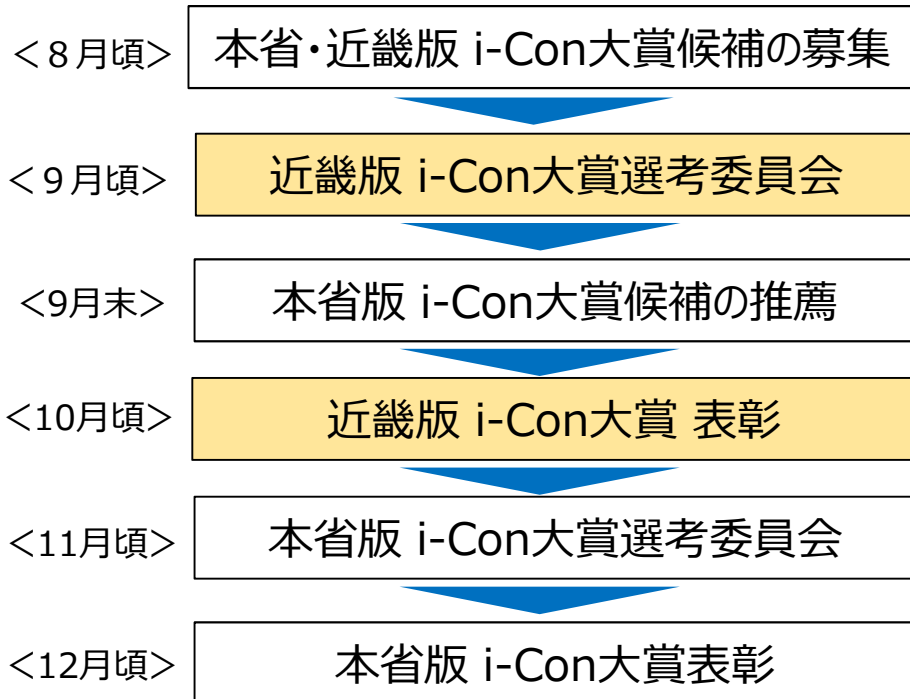 ＜８月頃＞ 本省・近畿版 i-Con大賞候補の募集
＜９月頃＞ 近畿版 i-Con大賞選考委員会
＜9月末＞ 本省版 i-Con大賞候補の推薦
＜10月頃＞ 近畿版 i-Con大賞 表彰
＜11月頃＞ 本省版 i-Con大賞選考委員会
＜12月頃＞ 本省版 i-Con大賞表彰